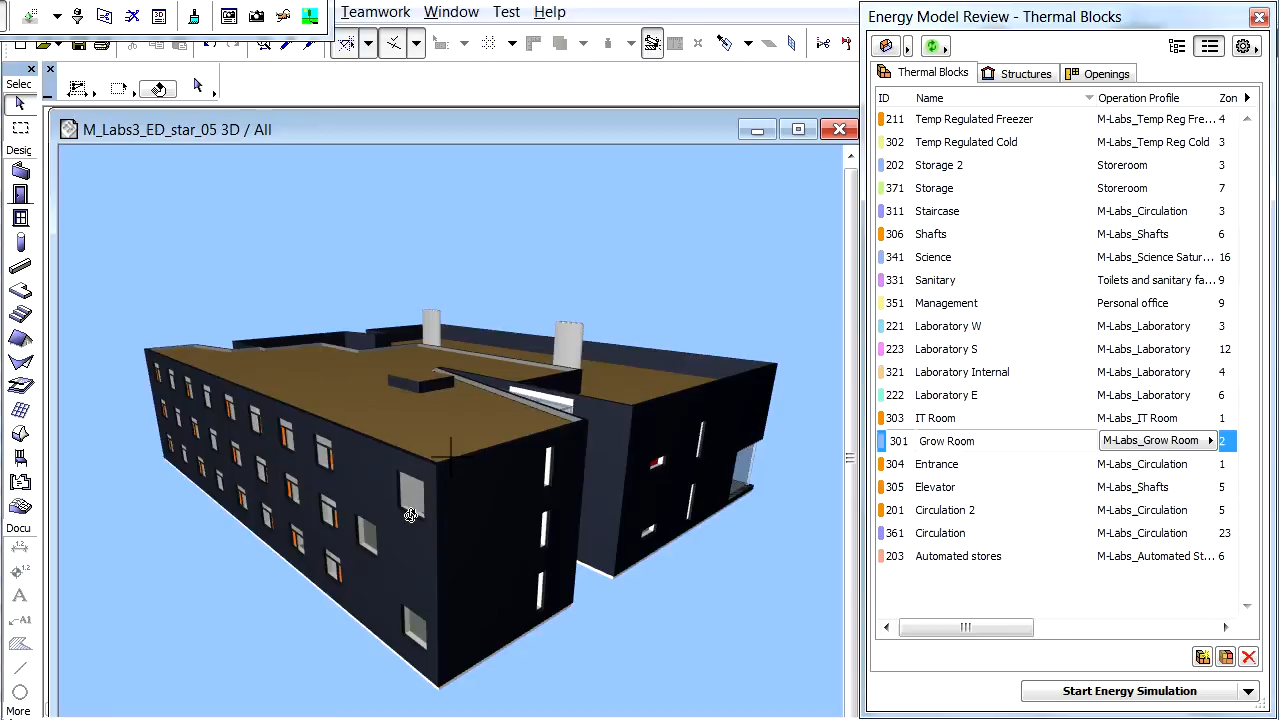 Teamwork Window Test Help
Energy Model Review - Thermal Blocks
Selec
Thermal Blocks Structures Openings
ID Name Operation Profile Zon
M_Labs3_ED_star_05 3D / All
211 Temp Regulated Freezer M-Labs_Temp Reg Fre... 4
302 Temp Regulated Cold M-Labs_Temp Reg Cold 3
Desig
202 Storage 2 Storeroom 3
371 Storage Storeroom 7
311 Staircase M-Labs_Circulation 3
306 Shafts M-Labs_Shafts 6
341 Science M-Labs_Science Satur... 16
331 Sanitary Toilets and sanitary fa... 9
351 Management Personal office 9
221 Laboratory W M-Labs_Laboratory 3
223 Laboratory S M-Labs_Laboratory 12
321 Laboratory Internal M-Labs_Laboratory 4
222 Laboratory E M-Labs_Laboratory 6
303 IT Room M-Labs_IT Room 1
301 Grow Room M-Labs_Grow Room 2
304 Entrance M-Labs_Circulation 1
305 Elevator M-Labs_Shafts 5
201 Circulation 2 M-Labs_Circulation 5
Docu
361 Circulation M-Labs_Circulation 23
203 Automated stores M-Labs_Automated St... 6
1.2
1.2
A
A1
Start Energy Simulation
More